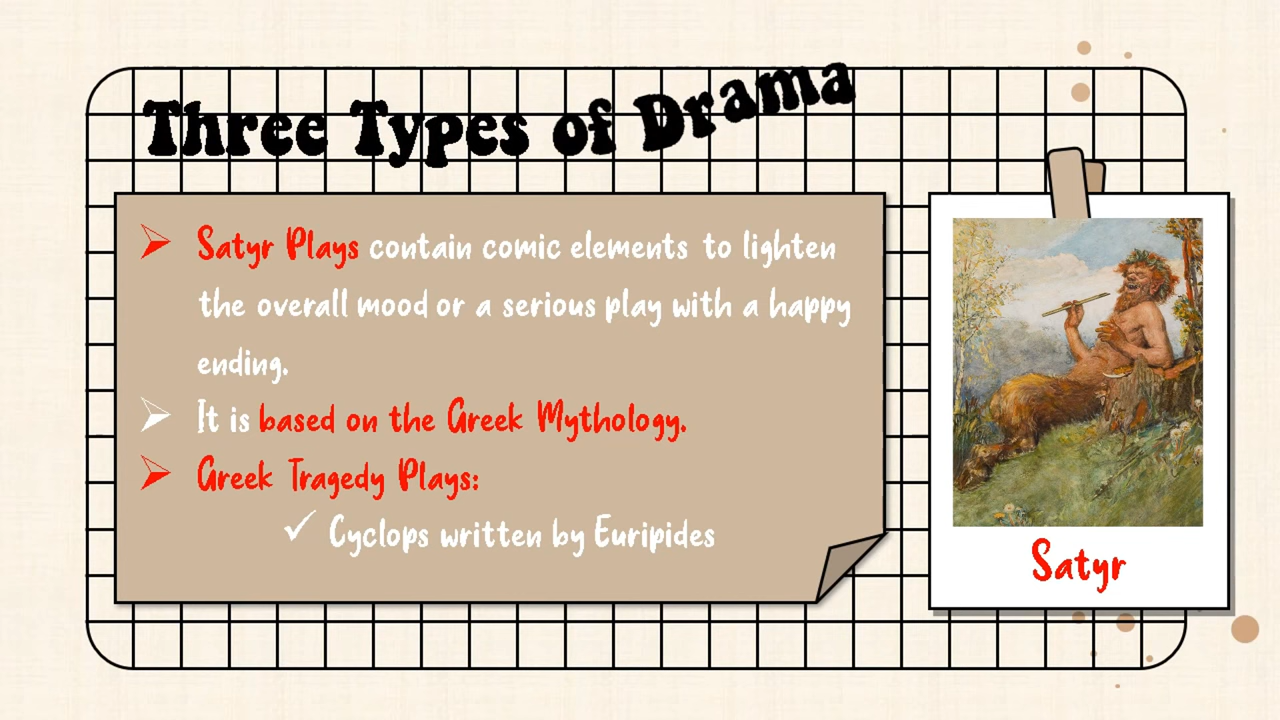 Three Types of Drama
Satyr Plays contain comic elements to lighten
the overall mood or a serious play with a happy
ending.
It is based on the Greek Mythology.
Greek Tragedy Plays:
Cyclops written by Euripides
Satyr